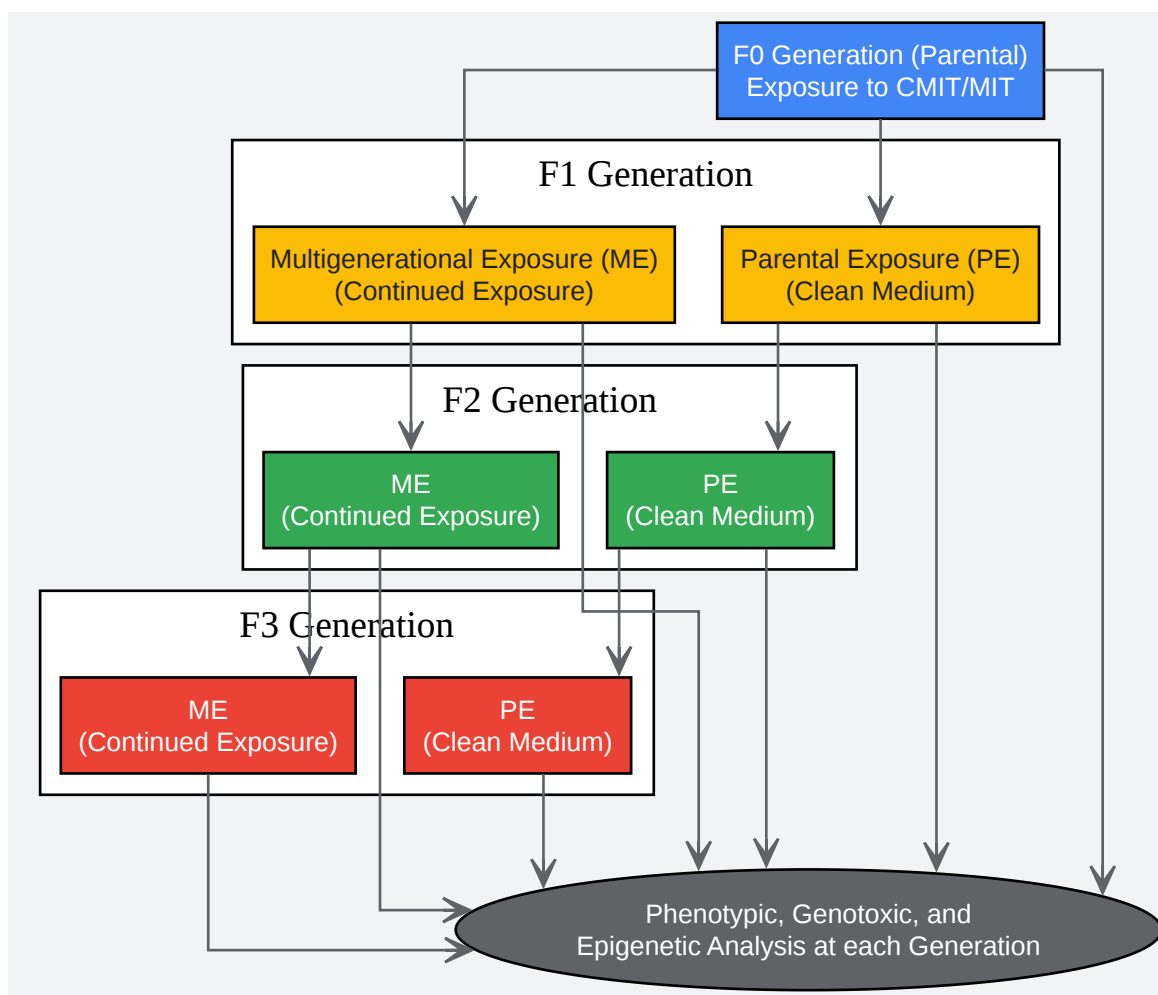 F0 Generation (Parental)
Exposure to CMIT/MIT
F1 Generation
Multigenerational Exposure (ME)
(Continued Exposure)
Parental Exposure (PE)
(Clean Medium)
F2 Generation
ME
(Continued Exposure)
PE
(Clean Medium)
F3 Generation
ME
(Continued Exposure)
PE
(Clean Medium)
Phenotypic, Genotoxic, and
Epigenetic Analysis at each Generation